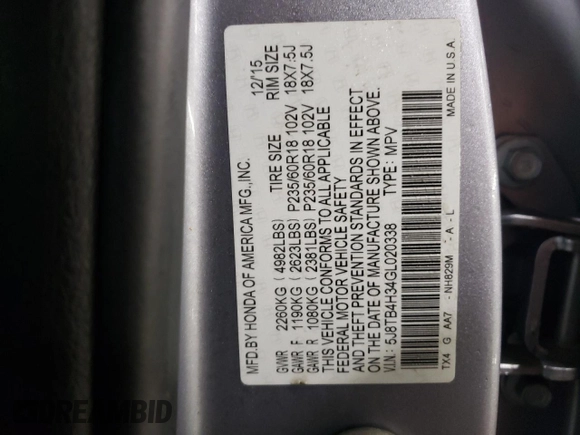 MFD.BY HONDA OF AMERICA MFG.,INC. 12/'15
TIRE SIZE RIM SIZE
GVWR 2260KG ( 4982LBS)
GAWR F 1190KG ( 2623LBS) P235/60R18 102V 18X7.5J
GAWR R 1080KG ( 2381LBS) P235/60R18 102V 18X7.5J
THIS VEHICLE CONFORMS TO ALL APPLICABLE
FEDERAL MOTOR VEHICLE SAFETY
AND THEFT PREVENTION STANDARDS IN EFFECT
ON THE DATE OF MANUFACTURE SHOWN ABOVE.
V.I.N.: 5J8TB4H34GL020338 TYPE: MPV
TX4 G AA7 - NH829M - A - L MADE IN U.S.A.
DREAMBID